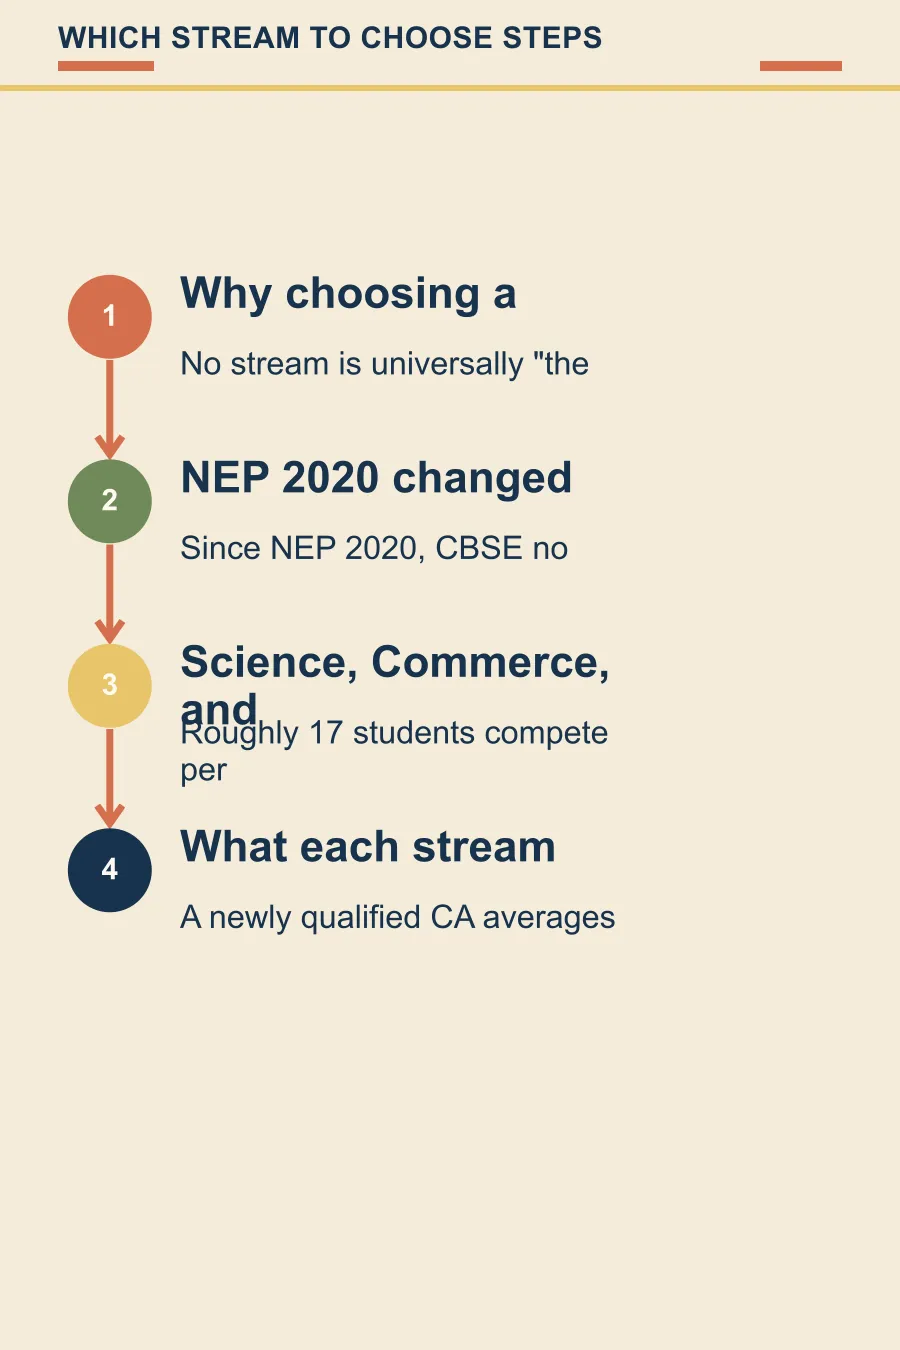 WHICH STREAM TO CHOOSE STEPS
1
Why choosing a
No stream is universally "the
2
NEP 2020 changed
Since NEP 2020, CBSE no
3
Science, Commerce,
and
Roughly 17 students compete
per
4
What each stream
A newly qualified CA averages